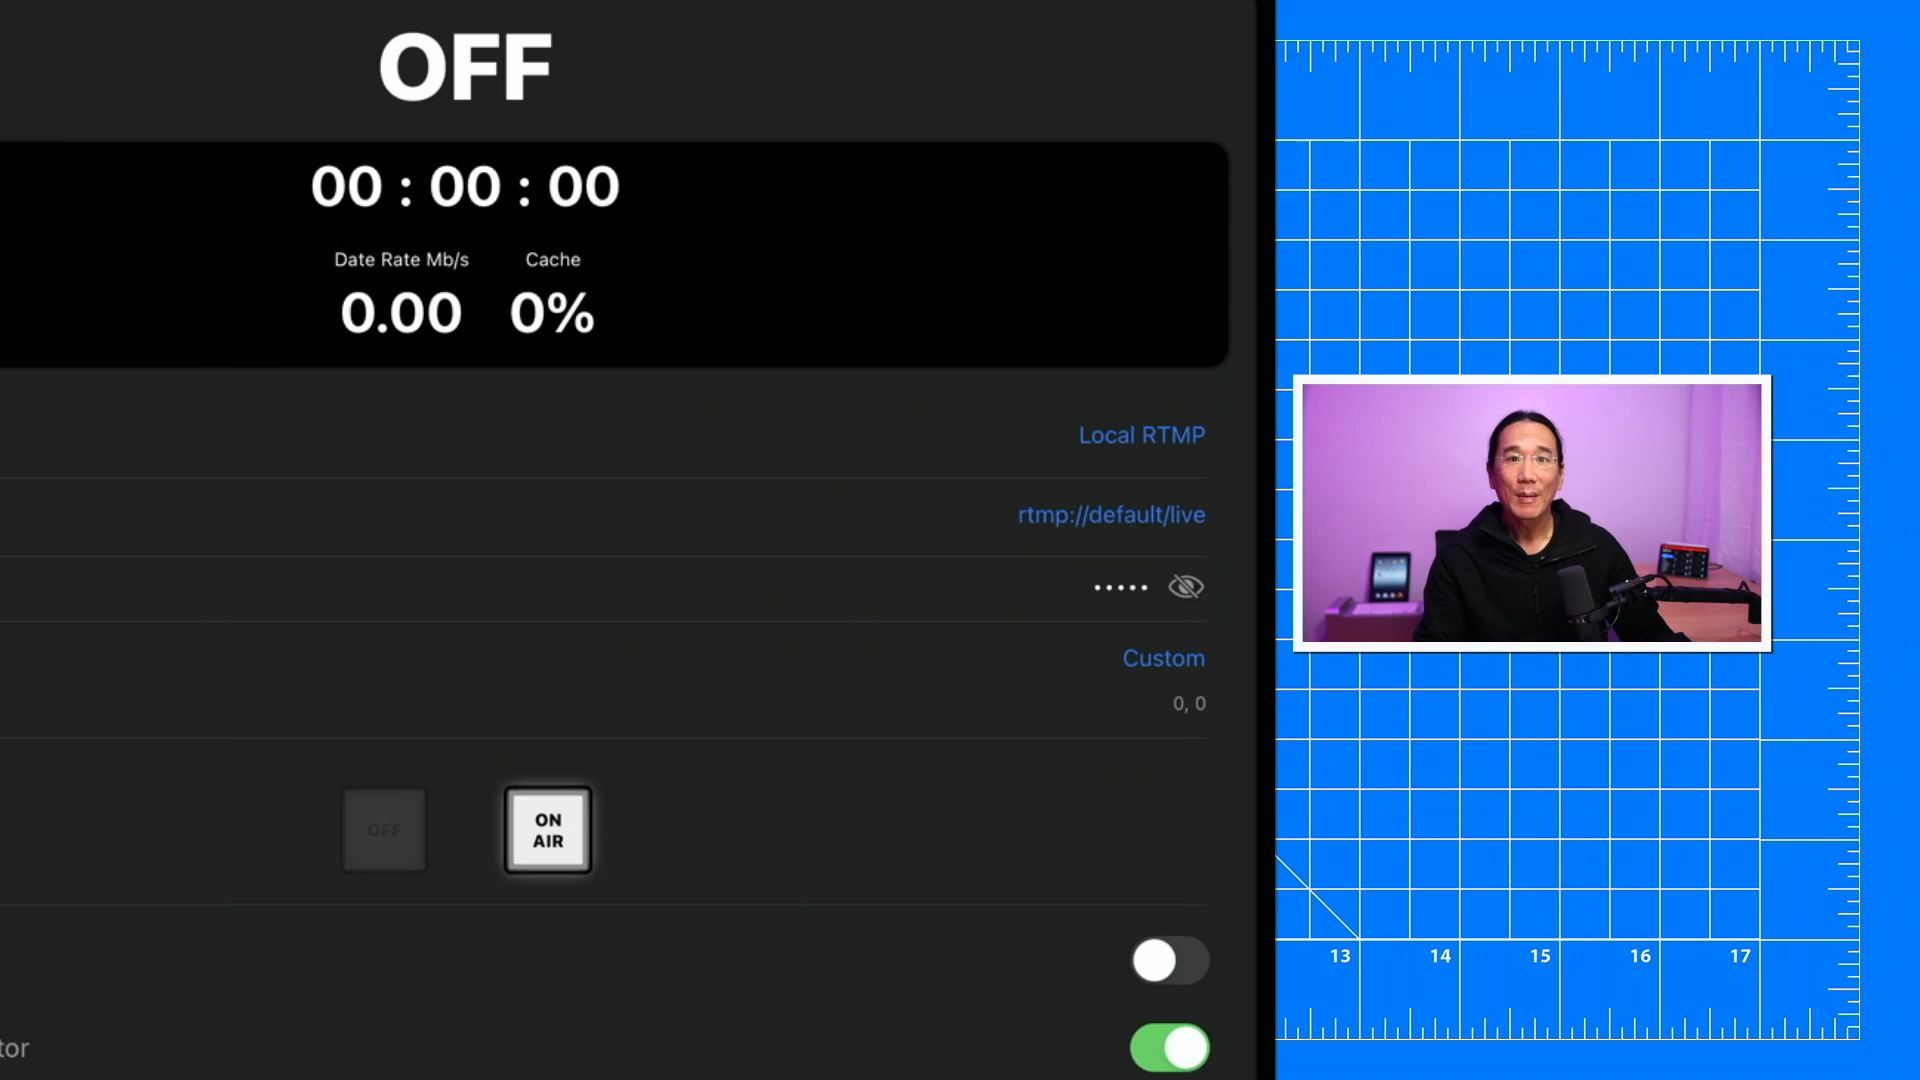 OFF
00 : 00 : 00
Date Rate Mb/s Cache
0.00 0%
Local RTMP
rtmp://default/live
•••••
Custom
0, 0
OFF
ON
AIR
tor
13 14 15 16 17